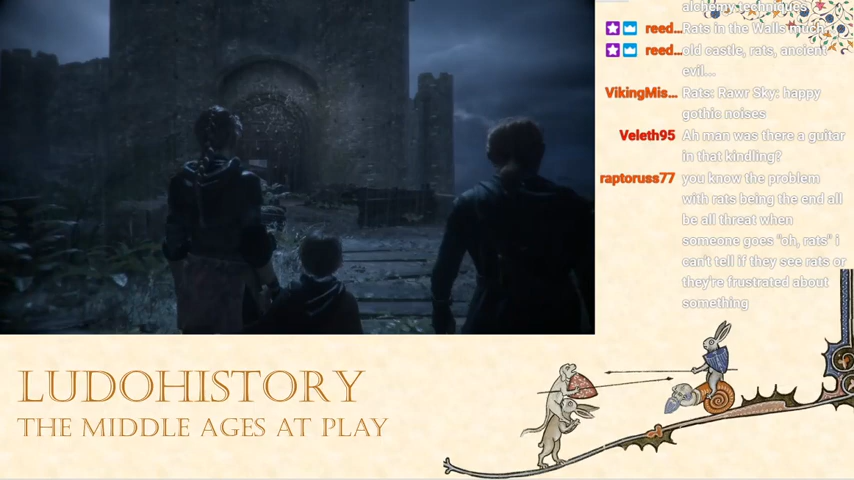 alchemy techniques
reed... Rats in the Walls much
reed... old castle, rats, ancient
evil...
VikingMis... Rats: Rawr Sky: happy
gothic noises
Veleth95 Ah man was there a guitar
in that kindling?
raptoruss77 you know the problem
with rats being the end all
be all threat when
someone goes "oh, rats" i
can't tell if they see rats or
they're frustrated about
something
LUDOHISTORY
THE MIDDLE AGES AT PLAY